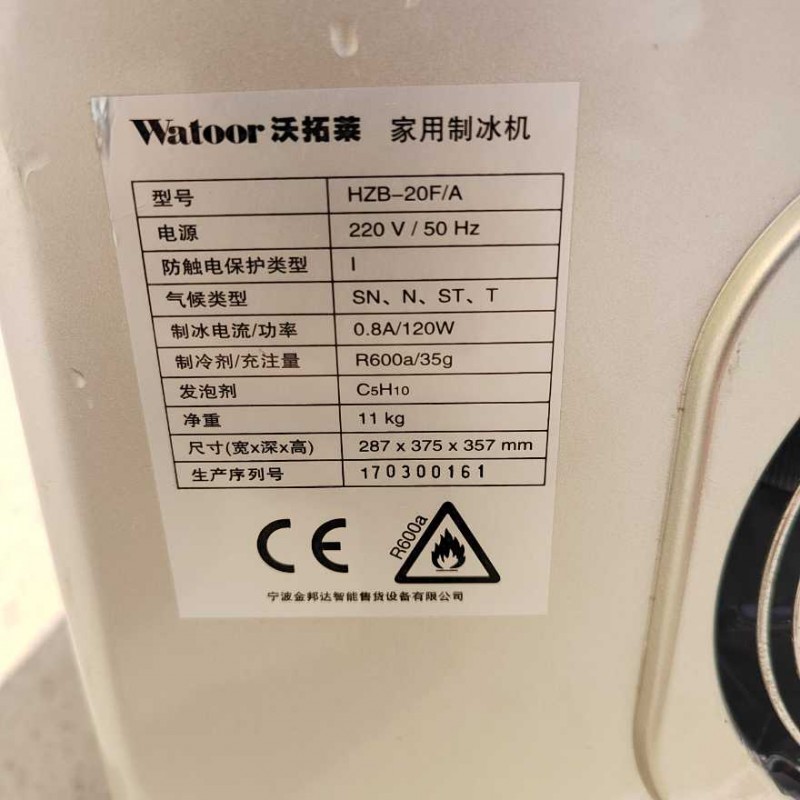 Watoor 沃拓莱 家用制冰机
型号 HZB-20F/A
电源 220 V / 50 Hz
防触电保护类型 I
气候类型 SN、N、ST、T
制冰电流/功率 0.8A/120W
制冷剂/充注量 R600a/35g
发泡剂 C5H10
净重 11 kg
尺寸(宽x深x高) 287 x 375 x 357 mm
生产序列号 170300161
CE R600a
宁波金邦达智能售货设备有限公司